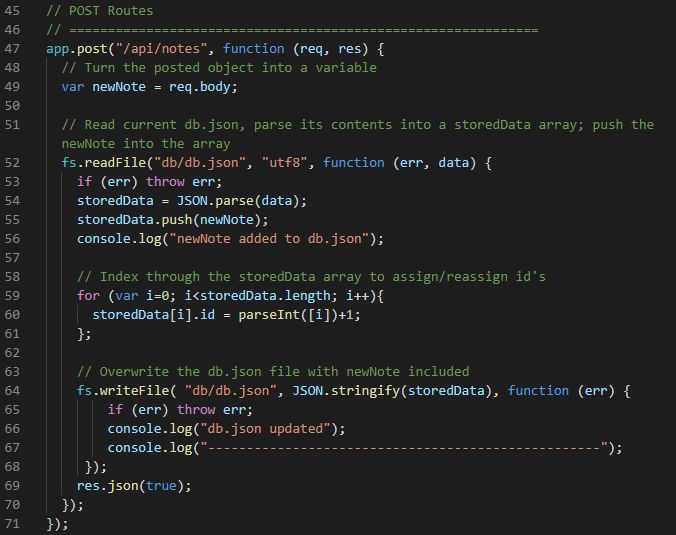 45 // POST Routes
46 // =============================================================
47 app.post("/api/notes", function (req, res) {
48 // Turn the posted object into a variable
49 var newNote = req.body;
50
51 // Read current db.json, parse its contents into a storedData array; push the
newNote into the array
52 fs.readFile("db/db.json", "utf8", function (err, data) {
53 if (err) throw err;
54 storedData = JSON.parse(data);
55 storedData.push(newNote);
56 console.log("newNote added to db.json");
57
58 // Index through the storedData array to assign/reassign id's
59 for (var i=0; i<storedData.length; i++){
60 storedData[i].id = parseInt([i])+1;
61 };
62
63 // Overwrite the db.json file with newNote included
64 fs.writeFile( "db/db.json", JSON.stringify(storedData), function (err) {
65 if (err) throw err;
66 console.log("db.json updated");
67 console.log("---------------------------------------------------");
68 });
69 res.json(true);
70 });
71 });